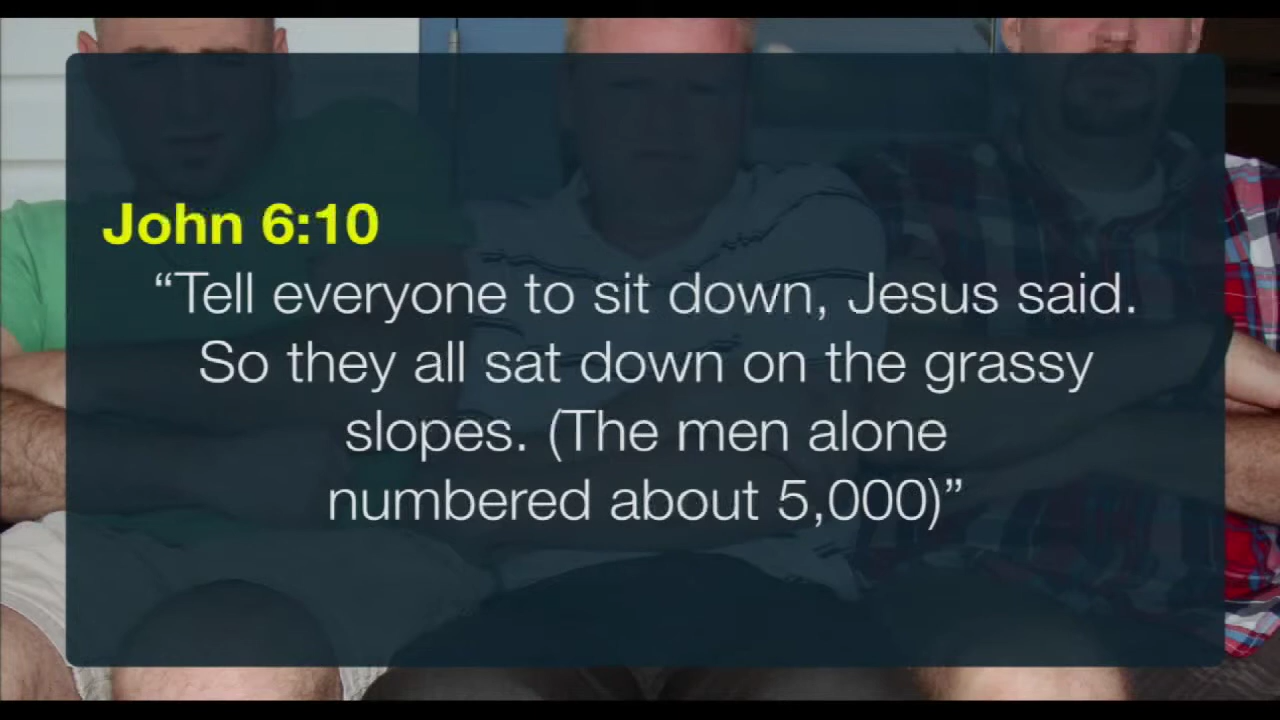 John 6:10
“Tell everyone to sit down, Jesus said.
So they all sat down on the grassy
slopes. (The men alone
numbered about 5,000)”